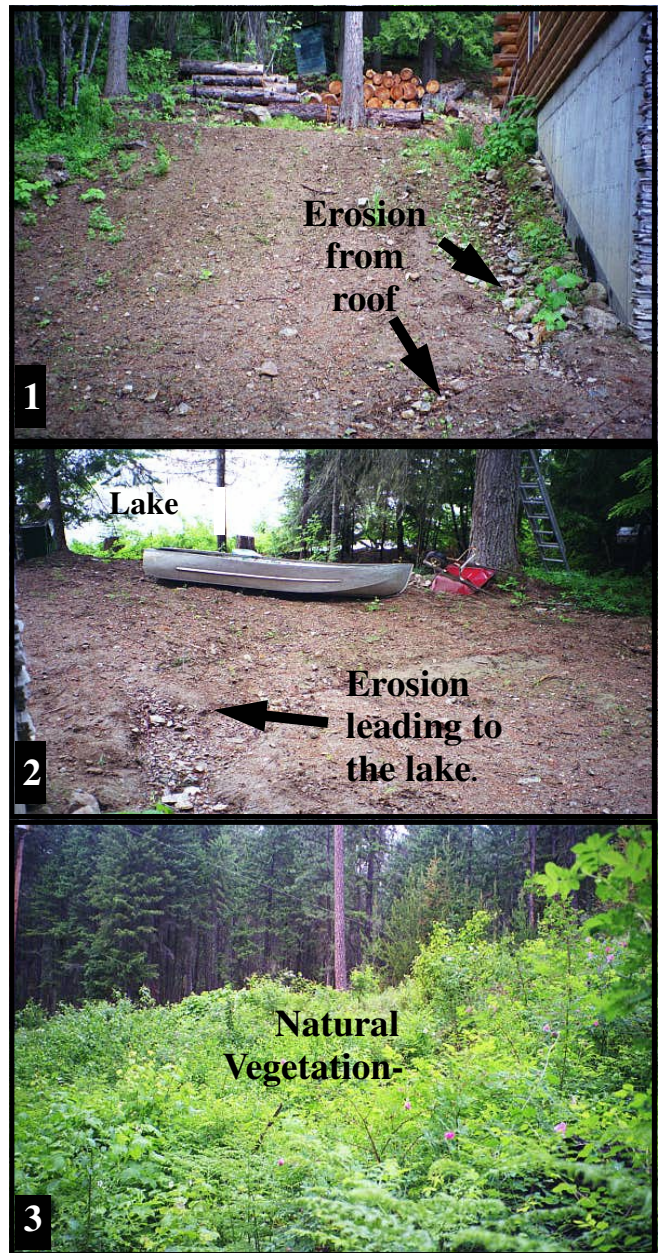 Erosion
from
roof
1
Lake
Erosion
leading to
the lake.
2
Natural
Vegetation-
3